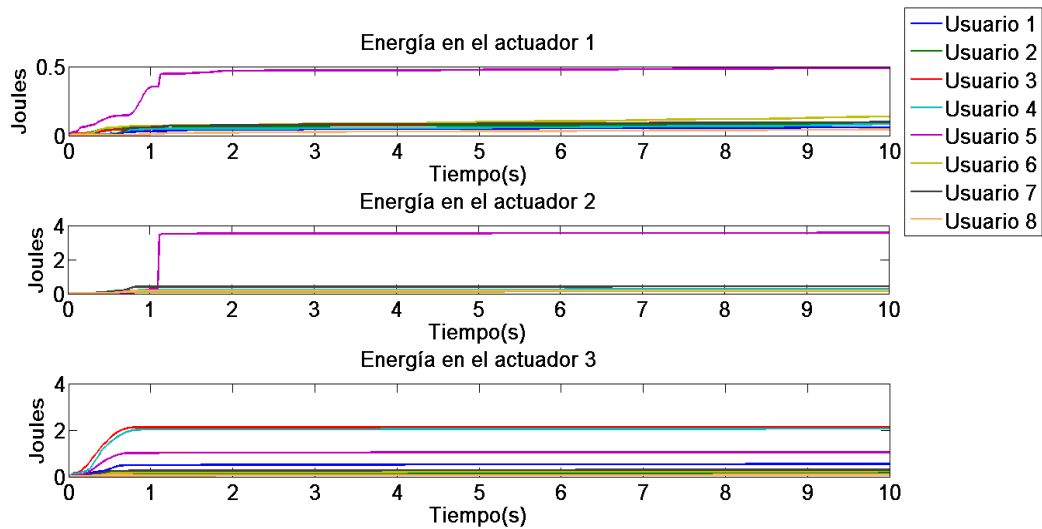 Energía en el actuador 1
Joules
0.5
0
0 1 2 3 4 5 6 7 8 9 10
Tiempo(s)
Energía en el actuador 2
Joules
4
2
0
0 1 2 3 4 5 6 7 8 9 10
Tiempo(s)
Energía en el actuador 3
Joules
4
2
0
0 1 2 3 4 5 6 7 8 9 10
Tiempo(s)
Usuario 1
Usuario 2
Usuario 3
Usuario 4
Usuario 5
Usuario 6
Usuario 7
Usuario 8